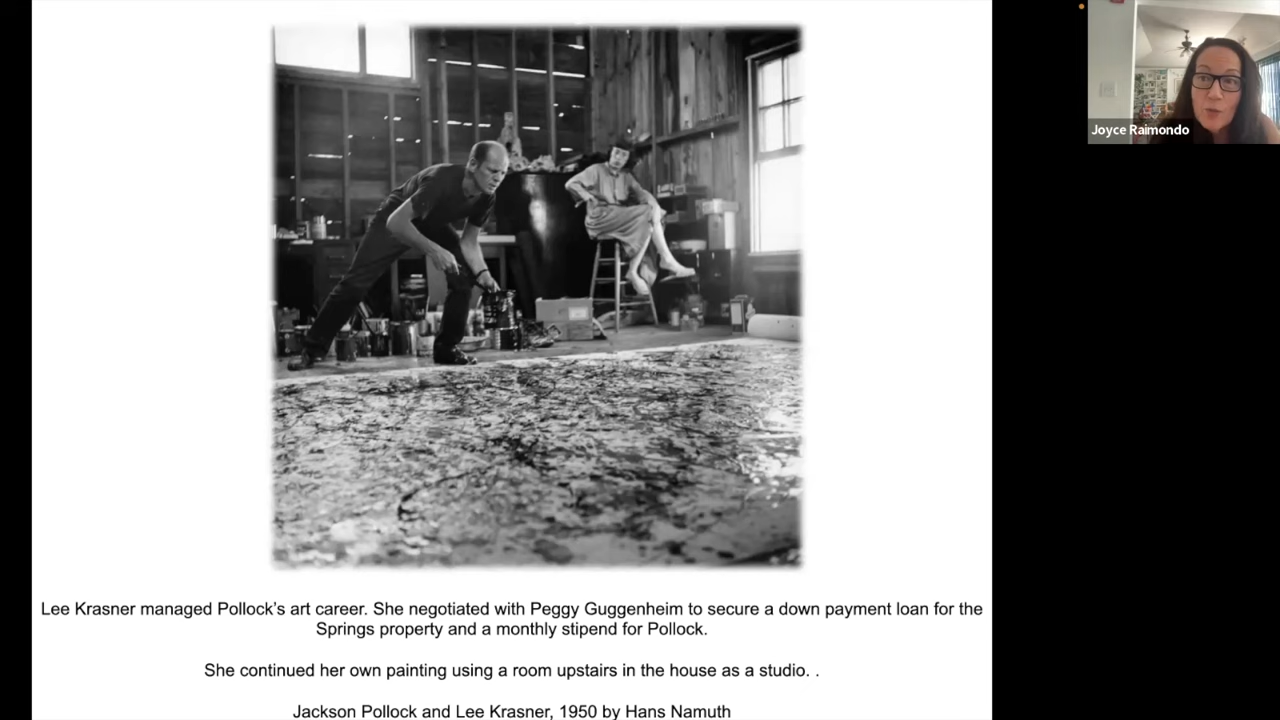 Joyce Raimondo
Lee Krasner managed Pollock's art career. She negotiated with Peggy Guggenheim to secure a down payment loan for the
Springs property and a monthly stipend for Pollock.
She continued her own painting using a room upstairs in the house as a studio. .
Jackson Pollock and Lee Krasner, 1950 by Hans Namuth